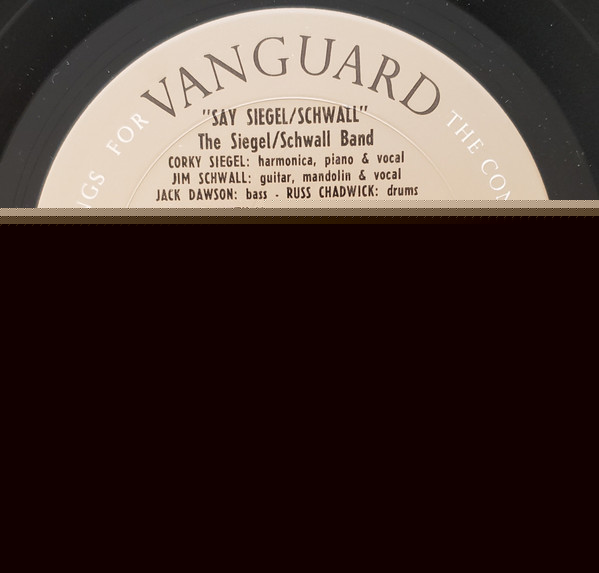 VANGUARD
FOR
THE
"SAY SIEGEL/SCHWALL"
The Siegel/Schwall Band
CORKY SIEGEL: harmonica, piano & vocal
JIM SCHWALL: guitar, mandolin & vocal
JACK DAWSON: bass - RUSS CHADWICK: drums